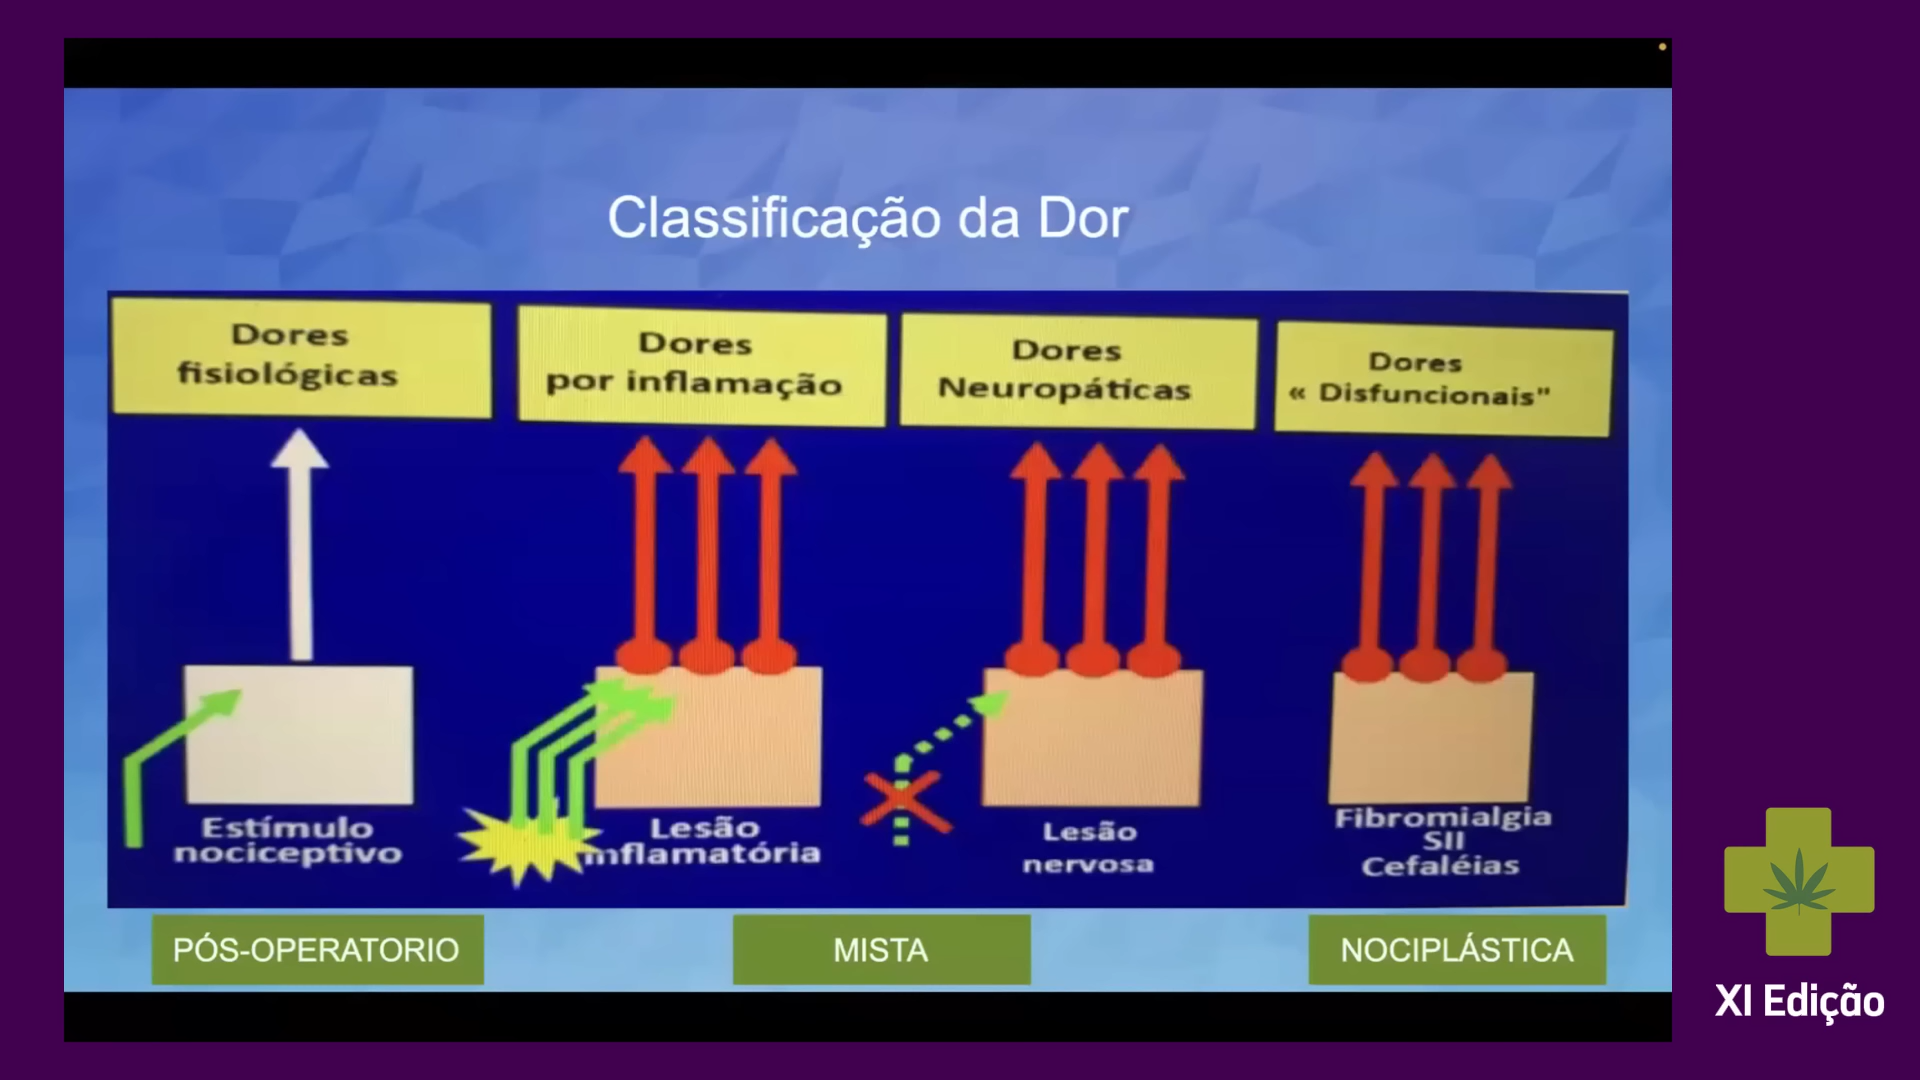 Classificação da Dor
Dores
fisiológicas
Dores
por inflamação
Dores
Neuropáticas
Dores
« Disfuncionais"
Estímulo
nociceptivo
Lesão
inflamatória
Lesão
nervosa
Fibromialgia
SII
Cefaléias
PÓS-OPERATORIO
MISTA
NOCIPLÁSTICA
XI Edição